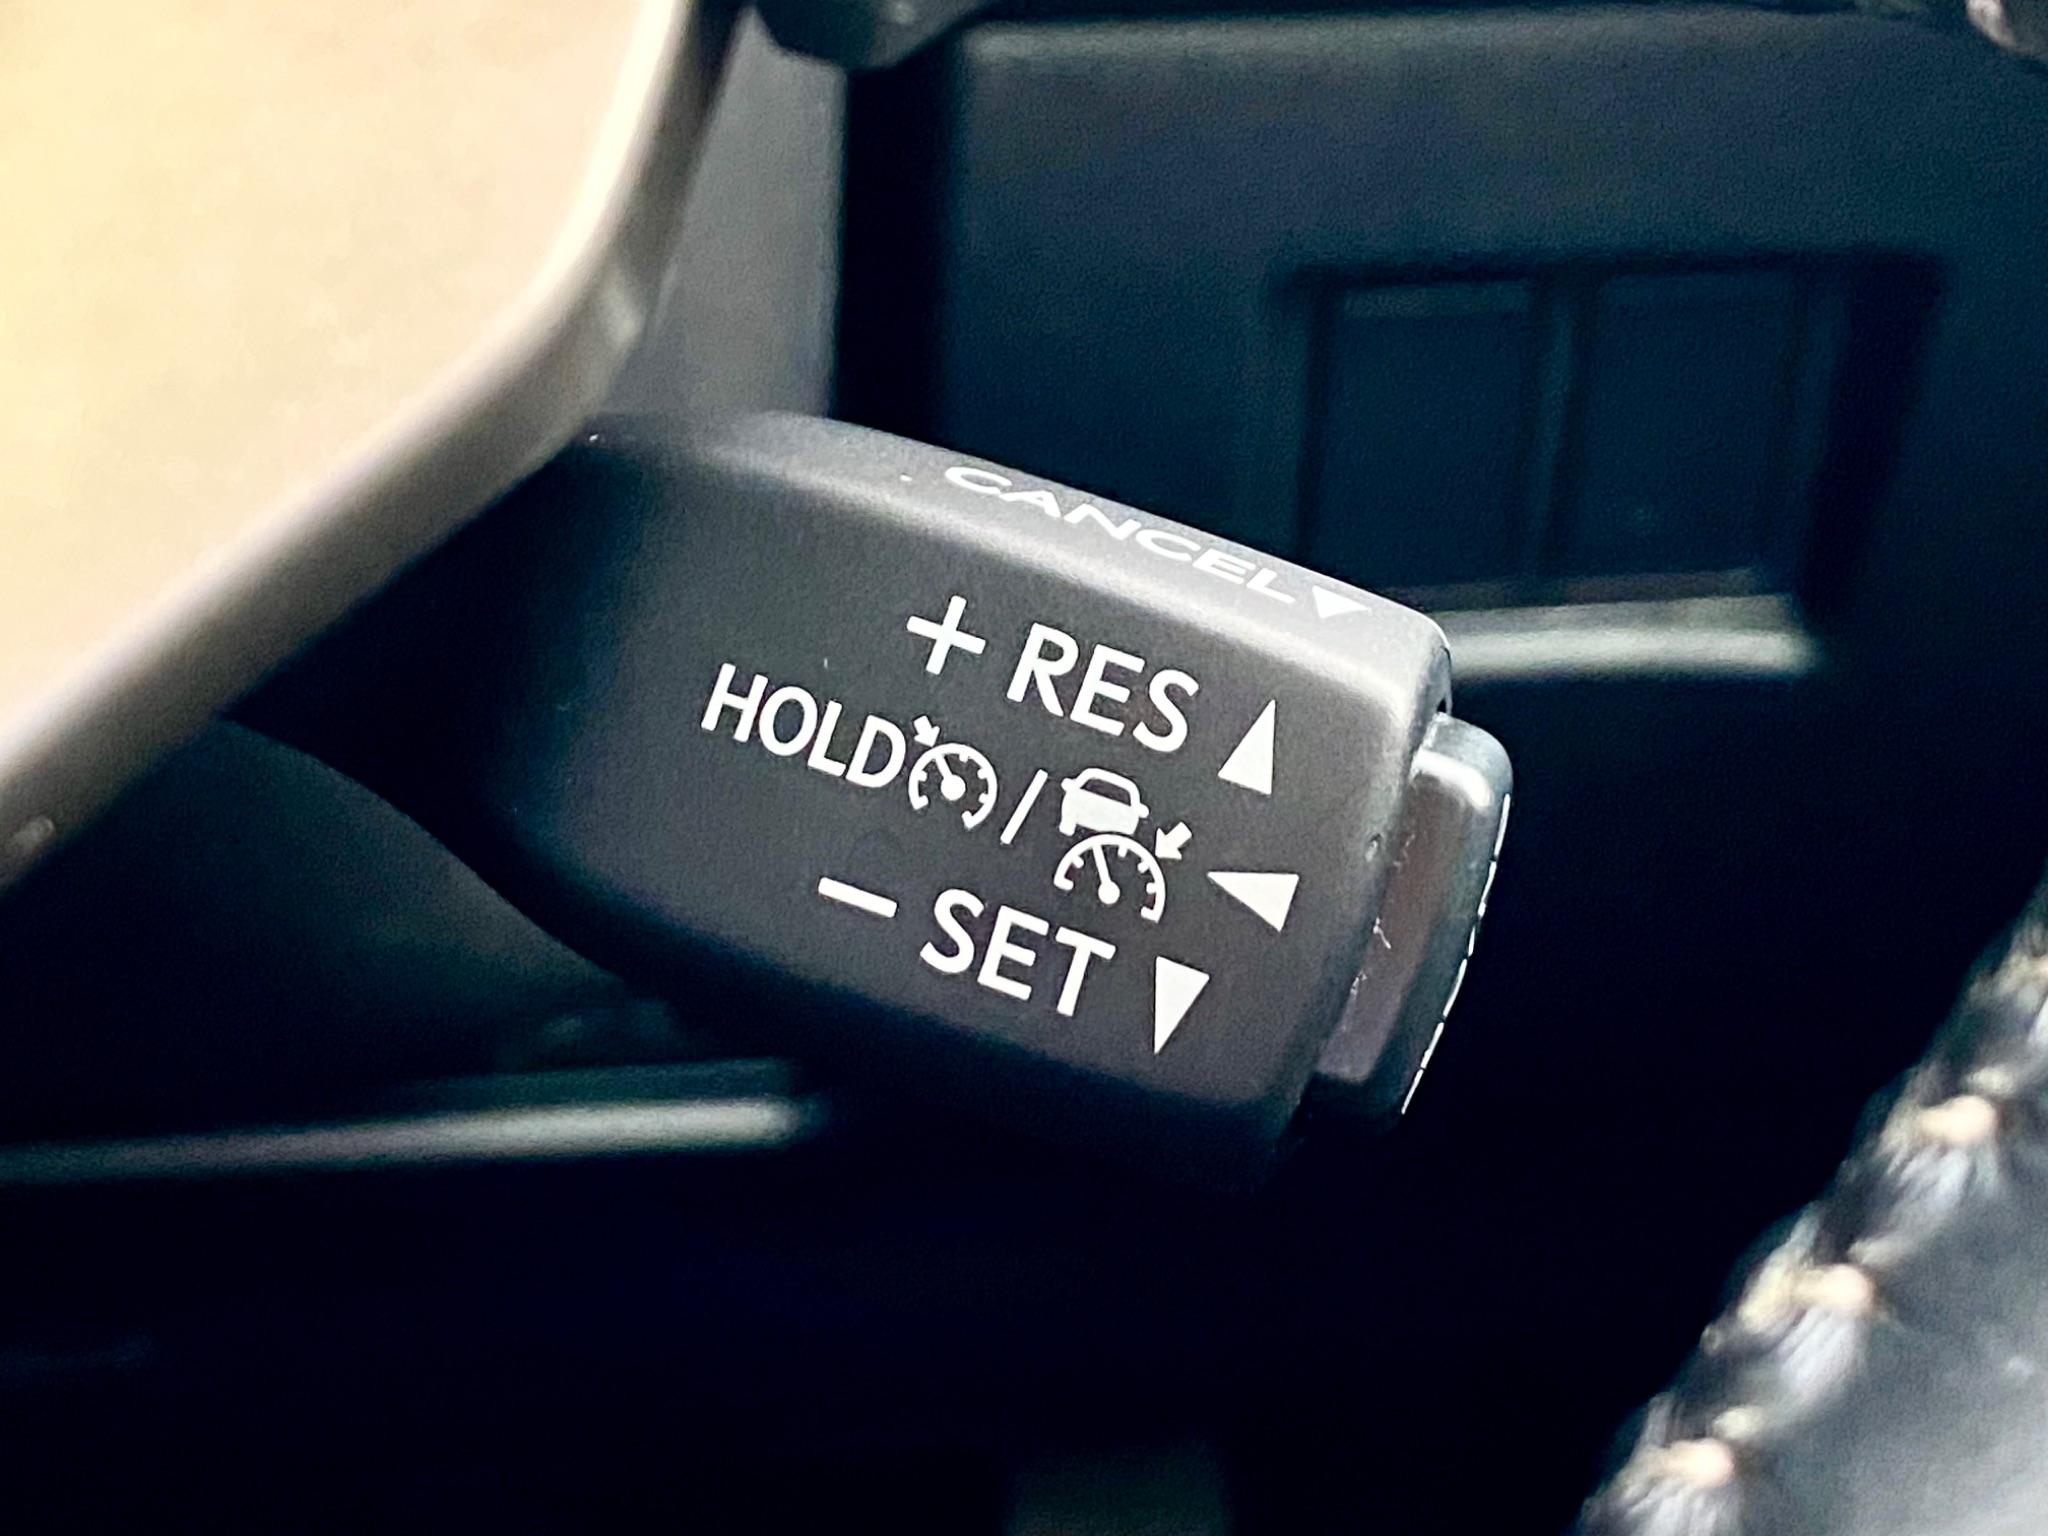 CANCEL
+ RES
HOLD /
- SET